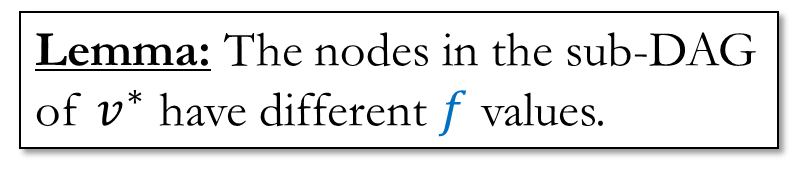 Lemma: The nodes in the sub-DAG
of v* have different f values.